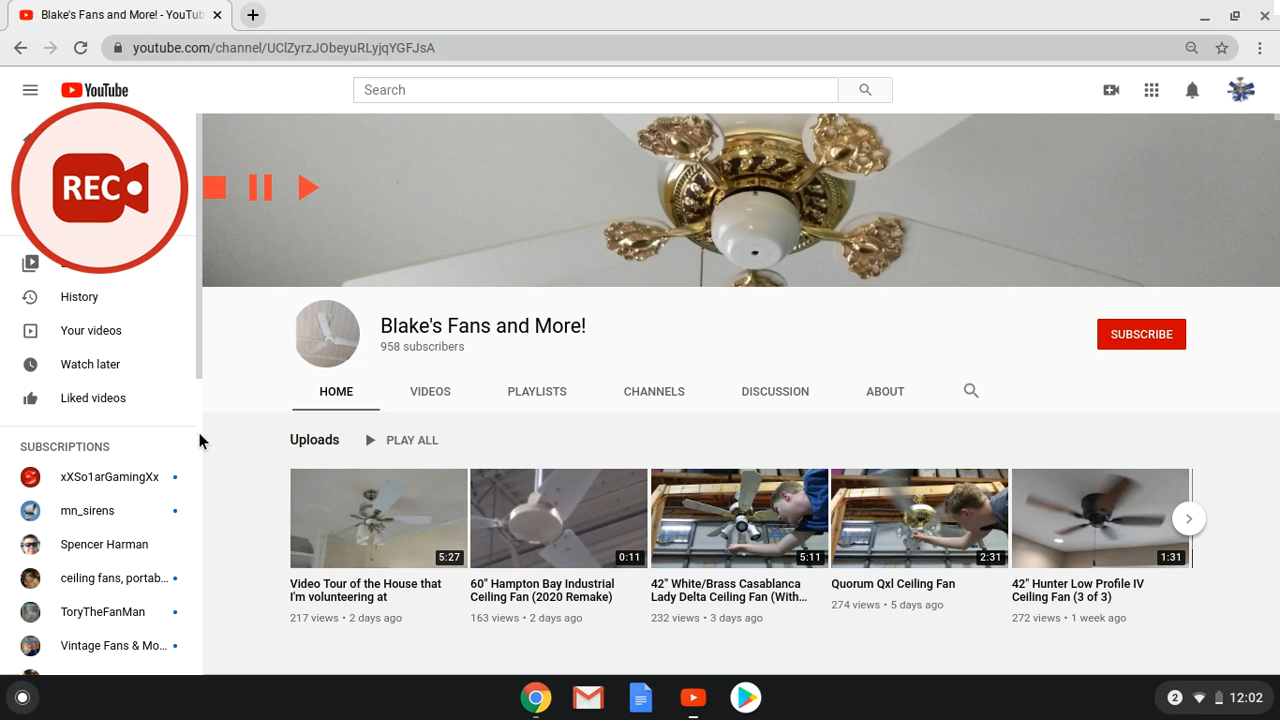 Blake's Fans and More! - YouTub
youtube.com/channel/UClZyrzJObeyuRLyjqYGFJsA
YouTube
Search
REC
History
Your videos
Watch later
Liked videos
SUBSCRIPTIONS
xXSo1arGamingXx
mn_sirens
Spencer Harman
ceiling fans, portab...
ToryTheFanMan
Vintage Fans & Mo...
Blake's Fans and More!
958 subscribers
SUBSCRIBE
HOME VIDEOS PLAYLISTS CHANNELS DISCUSSION ABOUT
Uploads PLAY ALL
5:27 0:11 5:11 2:31 1:31
Video Tour of the House that I'm volunteering at
217 views • 2 days ago
60" Hampton Bay Industrial Ceiling Fan (2020 Remake)
163 views • 2 days ago
42" White/Brass Casablanca Lady Delta Ceiling Fan (With...
232 views • 3 days ago
Quorum Qxl Ceiling Fan
274 views • 5 days ago
42" Hunter Low Profile IV Ceiling Fan (3 of 3)
272 views • 1 week ago
2 12:02